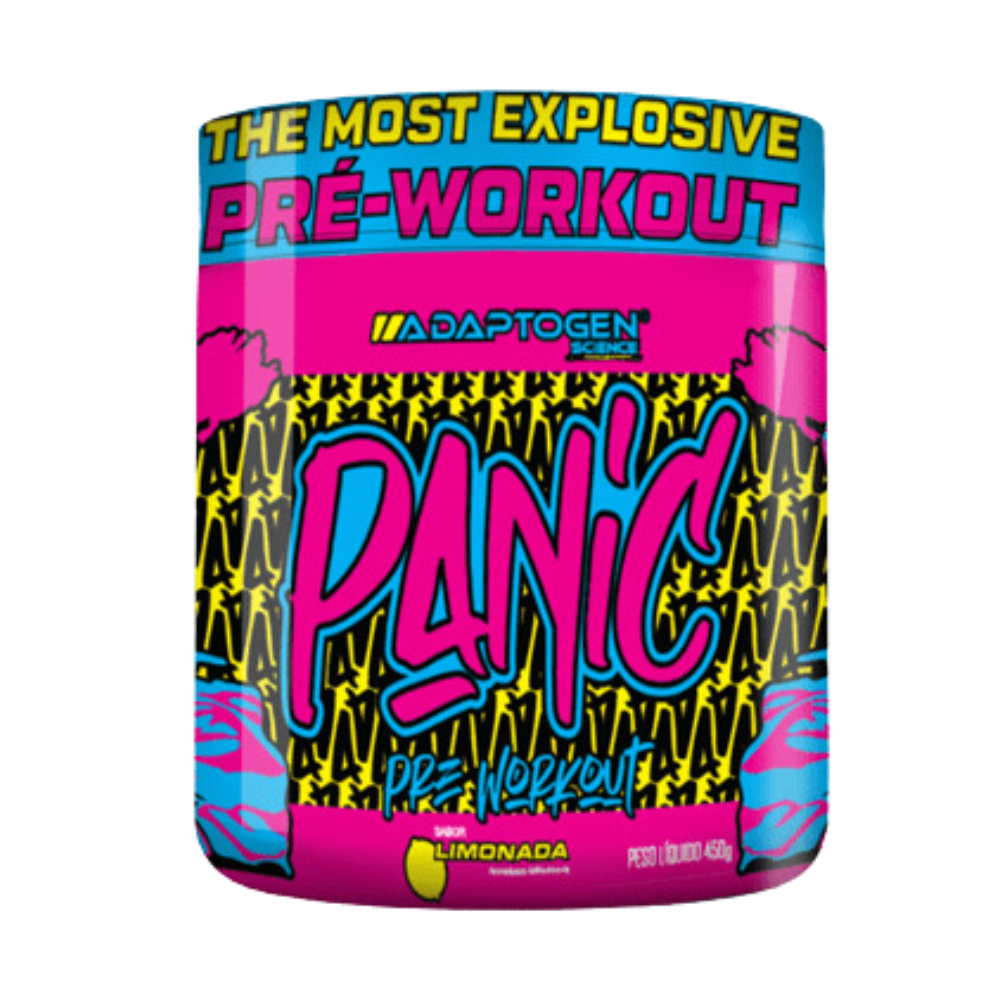 THE MOST EXPLOSIVE
PRÉ-WORKOUT
ADAPTOGEN®
SCIENCE
PANIC
PRE WORKOUT
SABOR
LIMONADA
PESO LÍQUIDO 450g